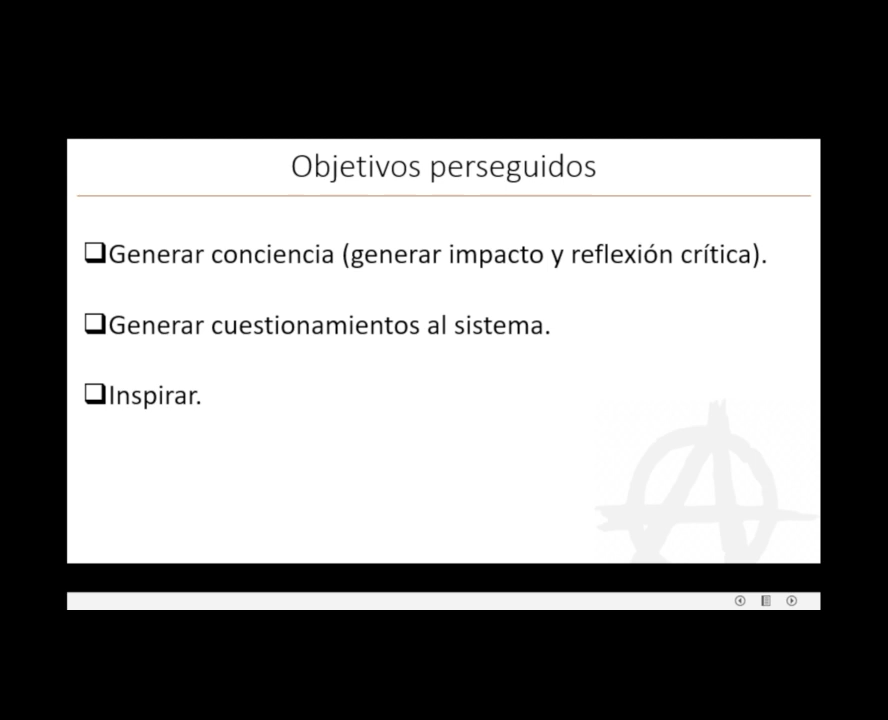 Objetivos perseguidos
Generar conciencia (generar impacto y reflexión crítica).
Generar cuestionamientos al sistema.
Inspirar.